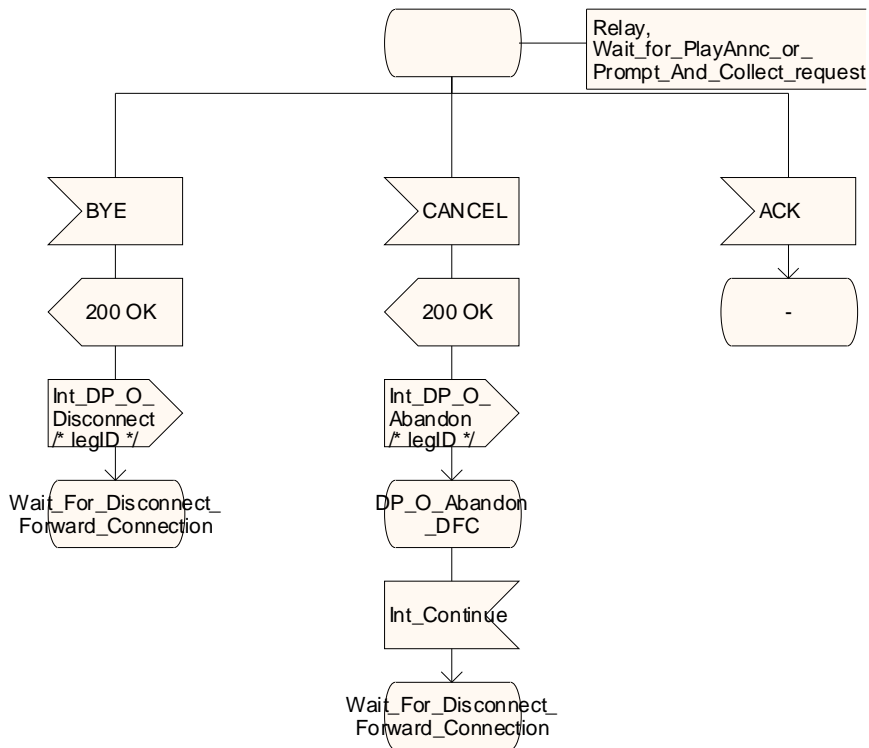 Relay,
Wait_for_PlayAnnc_or_
Prompt_And_Collect_request
BYE
CANCEL
ACK
200 OK
200 OK
-
Int_DP_O_
Disconnect
/* legID */
Int_DP_O_
Abandon
/* legID */
Wait_For_Disconnect_
Forward_Connection
DP_O_Abandon
_DFC
Int_Continue
Wait_For_Disconnect_
Forward_Connection